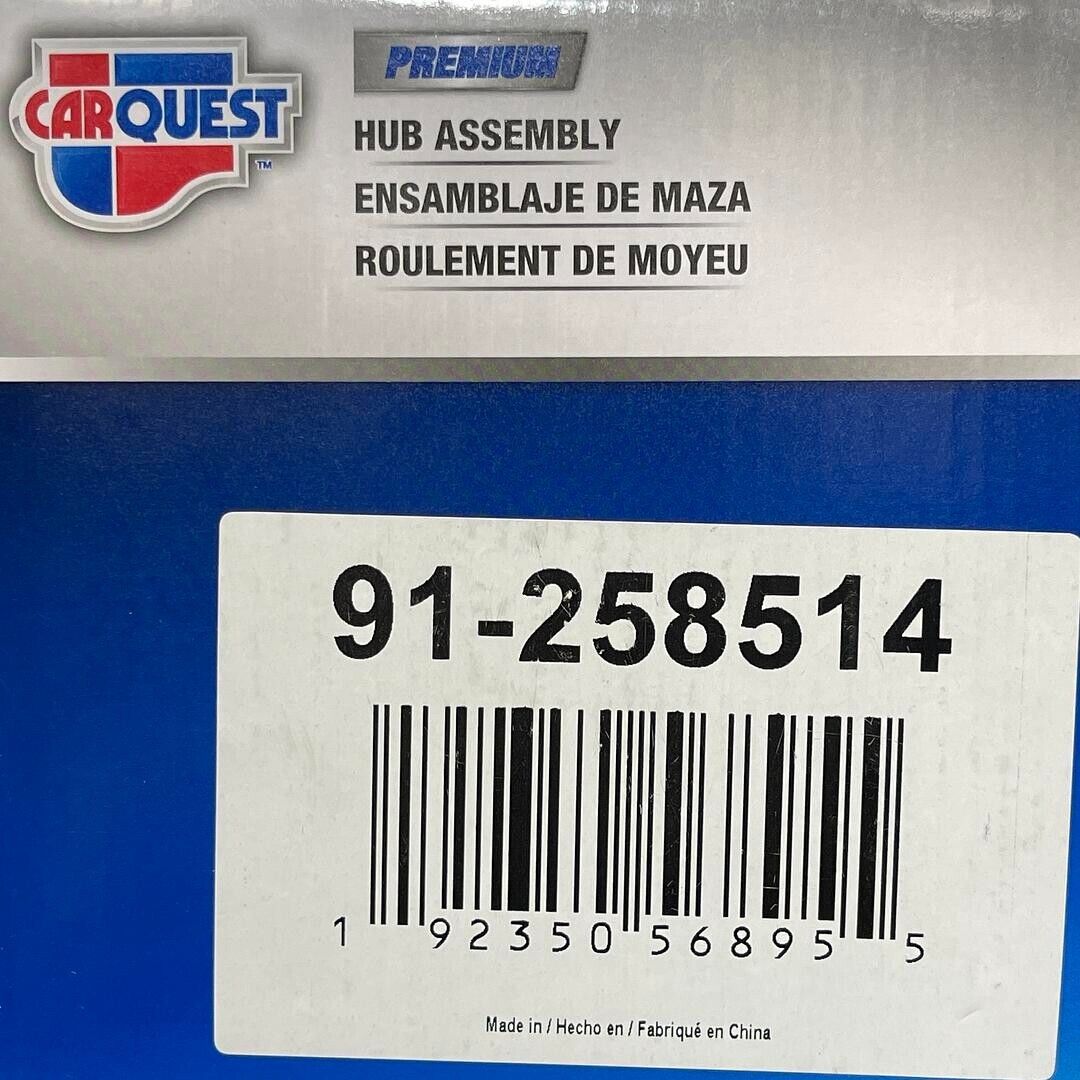 CARQUEST
TM
PREMIUM
HUB ASSEMBLY
ENSAMBLAJE DE MAZA
ROULEMENT DE MOYEU
91-258514
1 92350 56895 5
Made in / Hecho en / Fabriqué en China